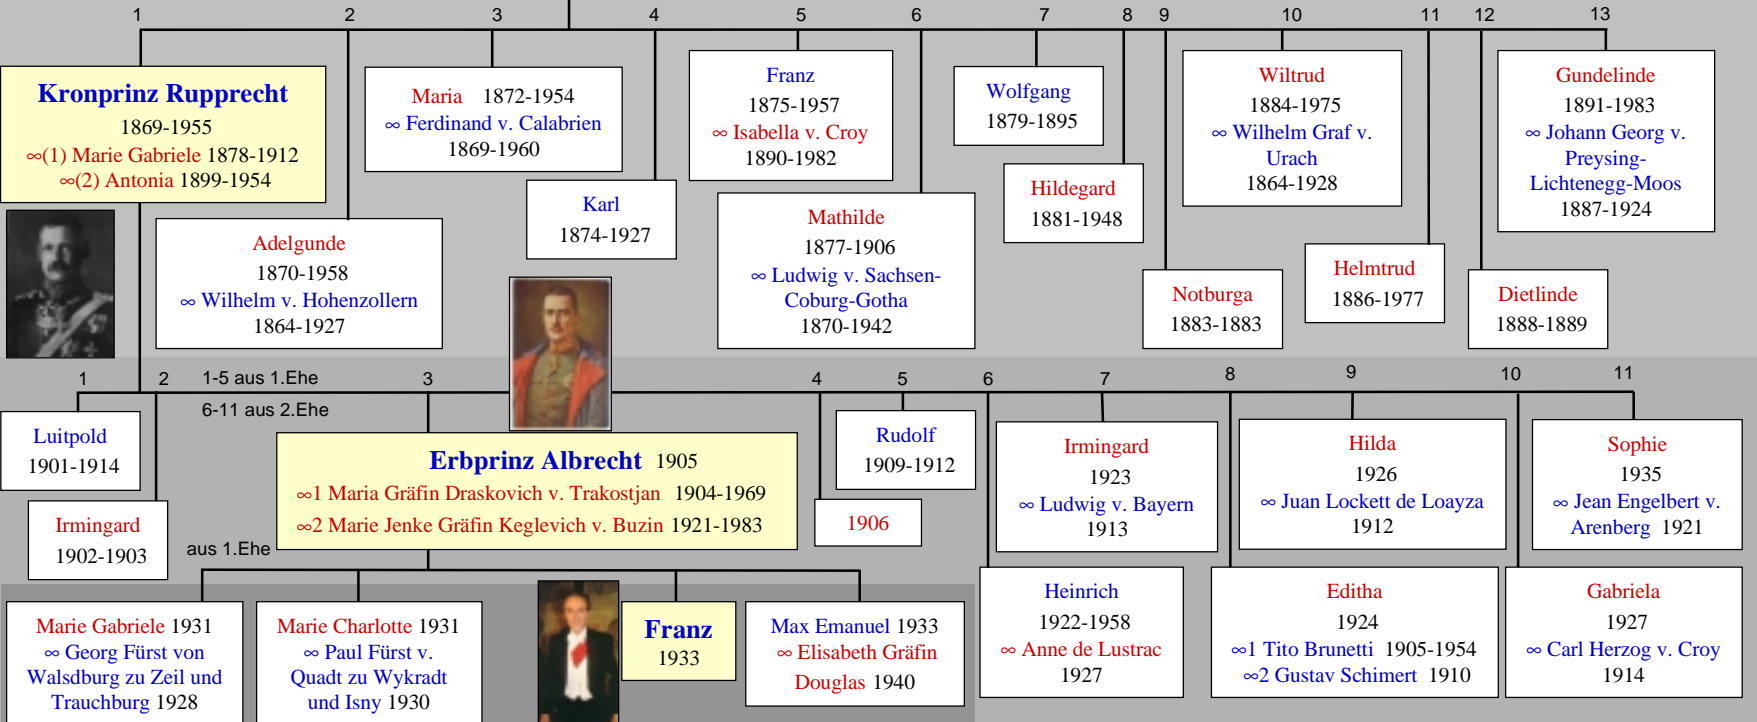 1 2 3 4 5 6 7 8 9 10 11 12 13
Kronprinz Rupprecht
1869-1955
∞(1) Marie Gabriele 1878-1912
∞(2) Antonia 1899-1954
Adelgunde
1870-1958
∞ Wilhelm v. Hohenzollern
1864-1927
Maria 1872-1954
∞ Ferdinand v. Calabrien
1869-1960
Karl
1874-1927
Franz
1875-1957
∞ Isabella v. Croy
1890-1982
Mathilde
1877-1906
∞ Ludwig v. Sachsen-
Coburg-Gotha
1870-1942
Wolfgang
1879-1895
Hildegard
1881-1948
Notburga
1883-1883
Wiltrud
1884-1975
∞ Wilhelm Graf v.
Urach
1864-1928
Helmtrud
1886-1977
Dietlinde
1888-1889
Gundelinde
1891-1983
∞ Johann Georg v.
Preysing-
Lichtenegg-Moos
1887-1924
1 2 1-5 aus 1.Ehe 3 4 5 6 7 8 9 10 11
6-11 aus 2.Ehe
Luitpold
1901-1914
Irmingard
1902-1903
Erbprinz Albrecht 1905
∞1 Maria Gräfin Draskovich v. Trakostjan 1904-1969
∞2 Marie Jenke Gräfin Keglevich v. Buzin 1921-1983
1906
Rudolf
1909-1912
Heinrich
1922-1958
∞ Anne de Lustrac
1927
Irmingard
1923
∞ Ludwig v. Bayern
1913
Editha
1924
∞1 Tito Brunetti 1905-1954
∞2 Gustav Schimert 1910
Hilda
1926
∞ Juan Lockett de Loayza
1912
Gabriela
1927
∞ Carl Herzog v. Croy
1914
Sophie
1935
∞ Jean Engelbert v.
Arenberg 1921
aus 1.Ehe
Marie Gabriele 1931
∞ Georg Fürst von
Walsdburg zu Zeil und
Trauchburg 1928
Marie Charlotte 1931
∞ Paul Fürst v.
Quadt zu Wykradt
und Isny 1930
Franz
1933
Max Emanuel 1933
∞ Elisabeth Gräfin
Douglas 1940